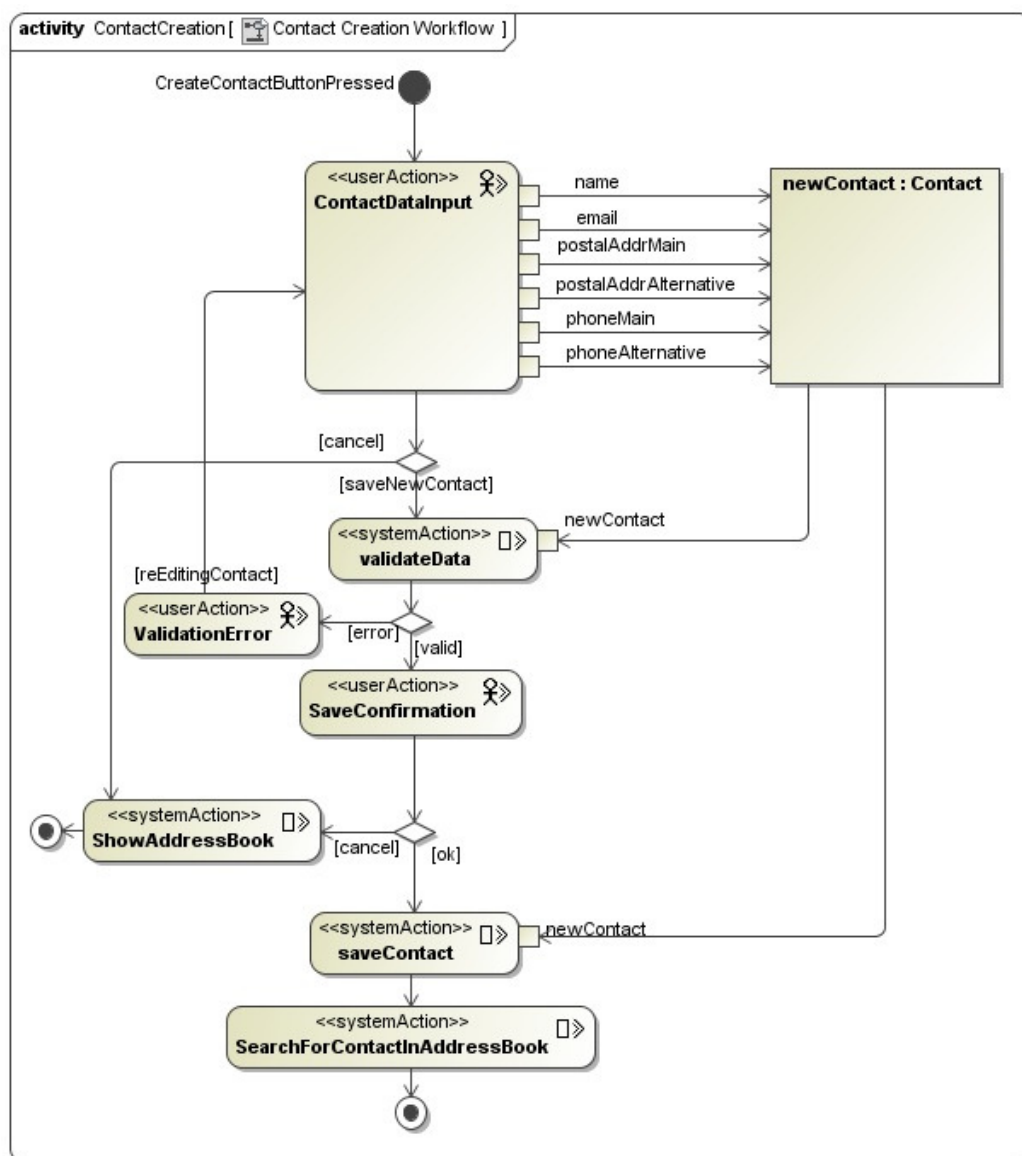 activity ContactCreation [ Contact Creation Workflow ]
CreateContactButtonPressed
<<userAction>>
ContactDataInput
name
email
postalAddrMain
postalAddrAlternative
phoneMain
phoneAlternative
newContact : Contact
[cancel]
[saveNewContact]
<<systemAction>>
validateData
newContact
[reEditingContact]
<<userAction>>
ValidationError
[error]
[valid]
<<userAction>>
SaveConfirmation
<<systemAction>>
ShowAddressBook
[cancel]
[ok]
<<systemAction>>
saveContact
newContact
<<systemAction>>
SearchForContactInAddressBook